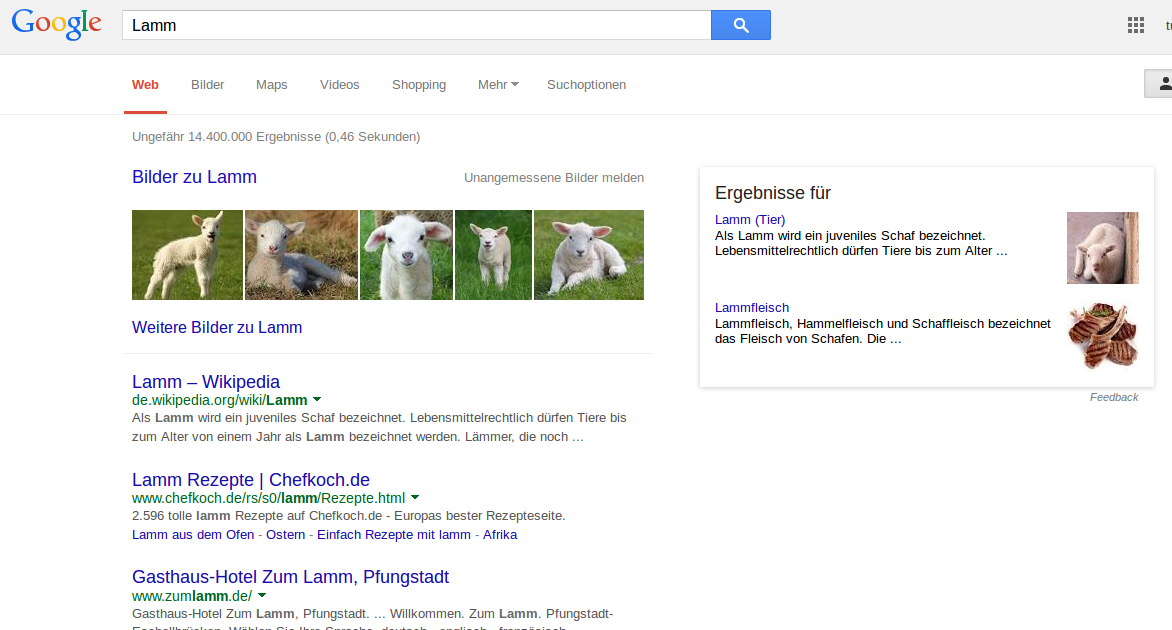 Google
Lamm
Web Bilder Maps Videos Shopping Mehr Suchoptionen
Ungefähr 14.400.000 Ergebnisse (0,46 Sekunden)
Bilder zu Lamm
Unangemessene Bilder melden
Weitere Bilder zu Lamm
Lamm – Wikipedia
de.wikipedia.org/wiki/Lamm
Als Lamm wird ein juveniles Schaf bezeichnet. Lebensmittelrechtlich dürfen Tiere bis
zum Alter von einem Jahr als Lamm bezeichnet werden. Lämmer, die noch ...
Lamm Rezepte | Chefkoch.de
www.chefkoch.de/rs/s0/lamm/Rezepte.html
2.596 tolle lamm Rezepte auf Chefkoch.de - Europas bester Rezepteseite.
Lamm aus dem Ofen - Ostern - Einfach Rezepte mit lamm - Afrika
Gasthaus-Hotel Zum Lamm, Pfungstadt
www.zumlamm.de/
Gasthaus-Hotel Zum Lamm, Pfungstadt. ... Willkommen. Zum Lamm. Pfungstadt-
Ergebnisse für
Lamm (Tier)
Als Lamm wird ein juveniles Schaf bezeichnet.
Lebensmittelrechtlich dürfen Tiere bis zum Alter ...
Lammfleisch
Lammfleisch, Hammelfleisch und Schaffleisch bezeichnet
das Fleisch von Schafen. Die ...
Feedback